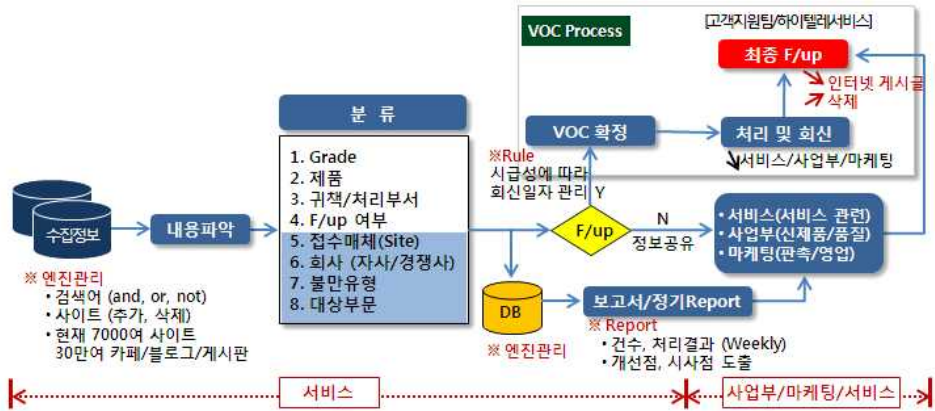 VOC Process
[고객지원팀/하이텔레서비스]
최종 F/up
인터넷 게시글
삭제
분 류
VOC 확정
처리 및 회신
서비스/사업부/마케팅
※Rule
시급성에 따라
회신일자 관리 Y
1. Grade
2. 제품
3. 귀책/처리부서
4. F/up 여부
5. 접수매체(Site)
6. 회사 (자사/경쟁사)
7. 불만유형
8. 대상부문
수집정보
내용파악
F/up
N
정보공유
• 서비스(서비스 관련)
• 사업부(신제품/품질)
• 마케팅(판촉/영업)
※ 엔진관리
• 검색어 (and, or, not)
• 사이트 (추가, 삭제)
• 현재 7000여 사이트
30만여 카페/블로그/게시판
DB
※ 엔진관리
보고서/정기Report
※ Report
• 건수, 처리결과 (Weekly)
• 개선점, 시사점 도출
서비스
사업부/마케팅/서비스